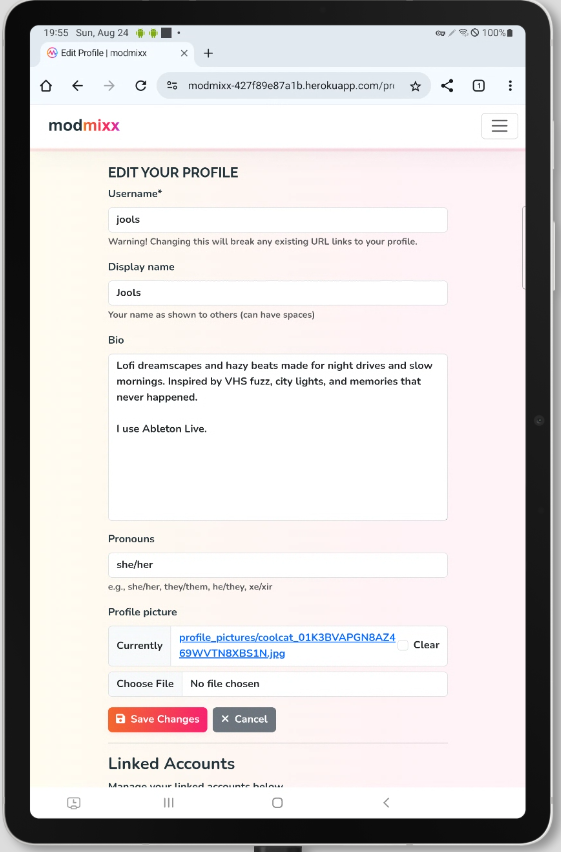 19:55 Sun, Aug 24
100%
Edit Profile | modmixx
modmixx-427f89e87a1b.herokuapp.com/pr
1
modmixx
EDIT YOUR PROFILE
Username*
jools
Warning! Changing this will break any existing URL links to your profile.
Display name
Jools
Your name as shown to others (can have spaces)
Bio
Lofi dreamscapes and hazy beats made for night drives and slow
mornings. Inspired by VHS fuzz, city lights, and memories that
never happened.
I use Ableton Live.
Pronouns
she/her
e.g., she/her, they/them, he/they, xe/xir
Profile picture
Currently
profile_pictures/coolcat_01K3BVAPGN8AZ4
69WVTN8XBS1N.jpg
Clear
Choose File No file chosen
Save Changes
Cancel
Linked Accounts
Manage your linked accounts below